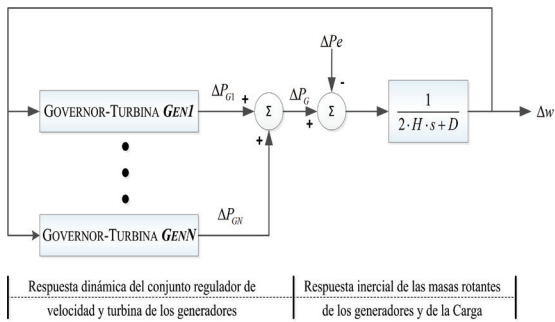 ΔPe
ΔP_G1
ΔP_G
-
+
+
+
Σ
Σ
GOVERNOR-TURBINA GEN1
1
2·H·s+D
Δw
GOVERNOR-TURBINA GENN
ΔP_GN
Respuesta dinámica del conjunto regulador de
velocidad y turbina de los generadores
Respuesta inercial de las masas rotantes
de los generadores y de la Carga